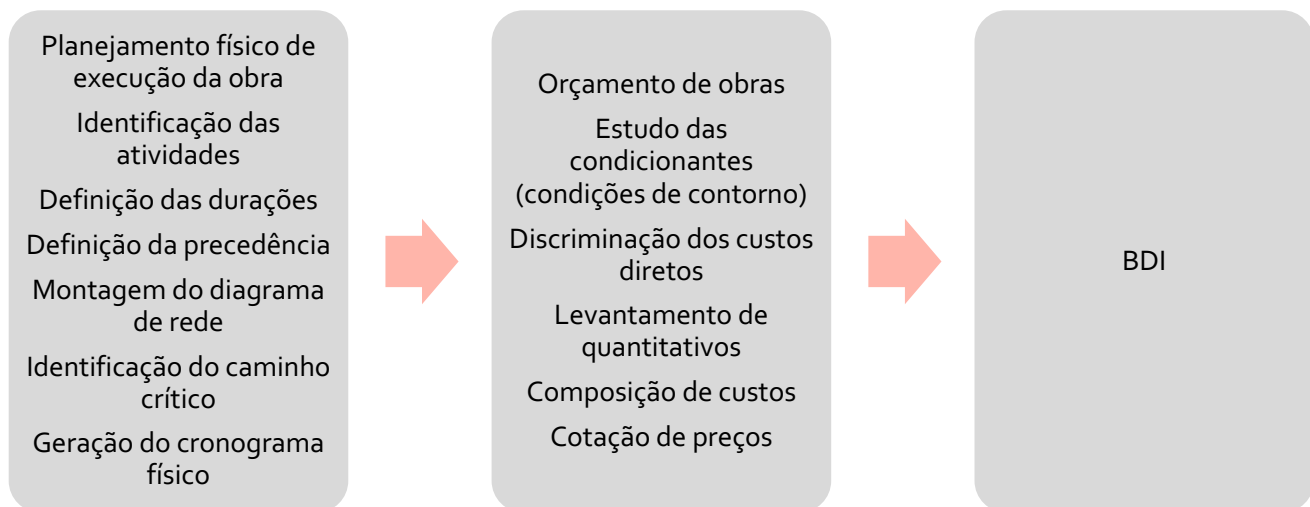 Planejamento físico de
execução da obra
Identificação das
atividades
Definição das durações
Definição da precedência
Montagem do diagrama
de rede
Identificação do caminho
crítico
Geração do cronograma
físico
Orçamento de obras
Estudo das
condicionantes
(condições de contorno)
Discriminação dos custos
diretos
Levantamento de
quantitativos
Composição de custos
Cotação de preços
BDI